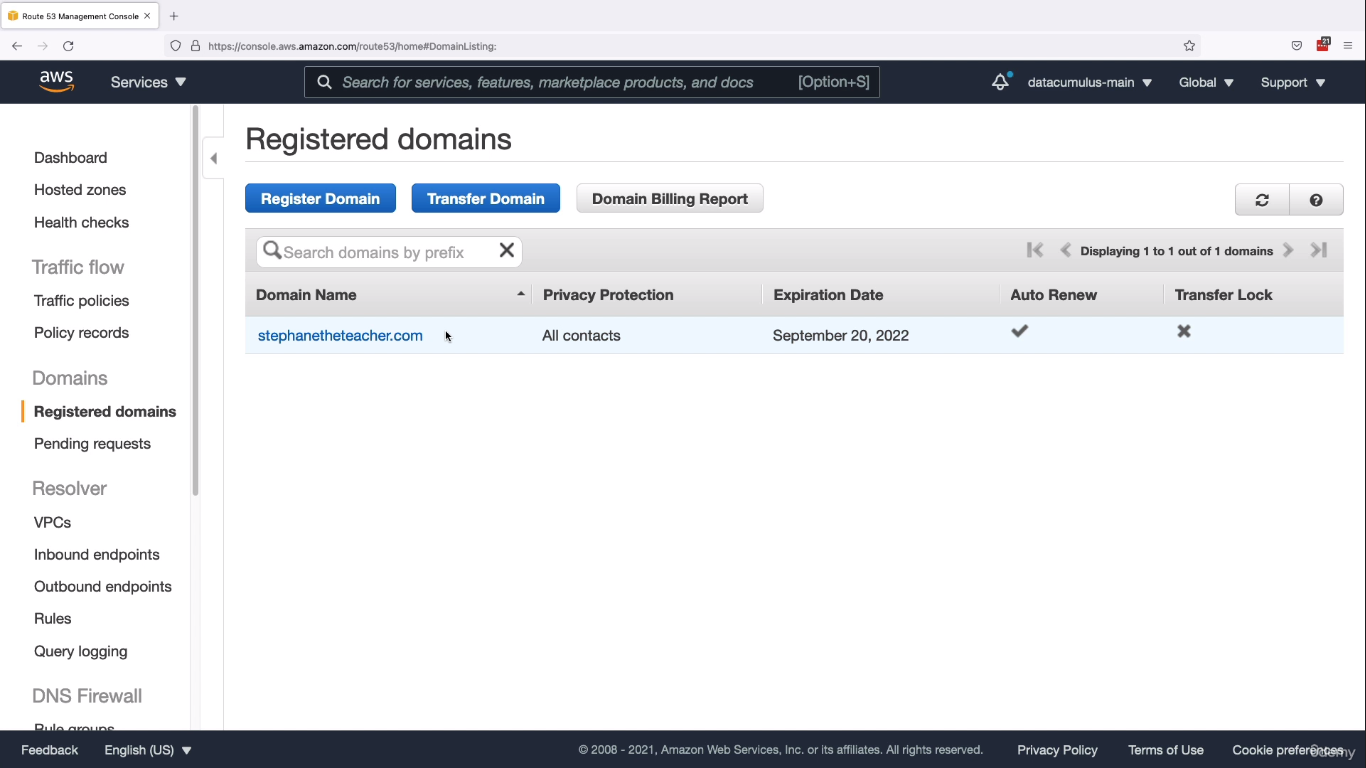 Route 53 Management Console
https://console.aws.amazon.com/route53/home#DomainListing:
21
aws
Services
Search for services, features, marketplace products, and docs
[Option+S]
datacumulus-main
Global
Support
Dashboard
Hosted zones
Health checks
Traffic flow
Traffic policies
Policy records
Domains
Registered domains
Pending requests
Resolver
VPCs
Inbound endpoints
Outbound endpoints
Rules
Query logging
DNS Firewall
Rule groups
Registered domains
Register Domain
Transfer Domain
Domain Billing Report
Search domains by prefix
Displaying 1 to 1 out of 1 domains
Domain Name
Privacy Protection
Expiration Date
Auto Renew
Transfer Lock
stephanetheteacher.com
All contacts
September 20, 2022
Feedback
English (US)
© 2008 - 2021, Amazon Web Services, Inc. or its affiliates. All rights reserved.
Privacy Policy
Terms of Use
Cookie preferences
Udemy